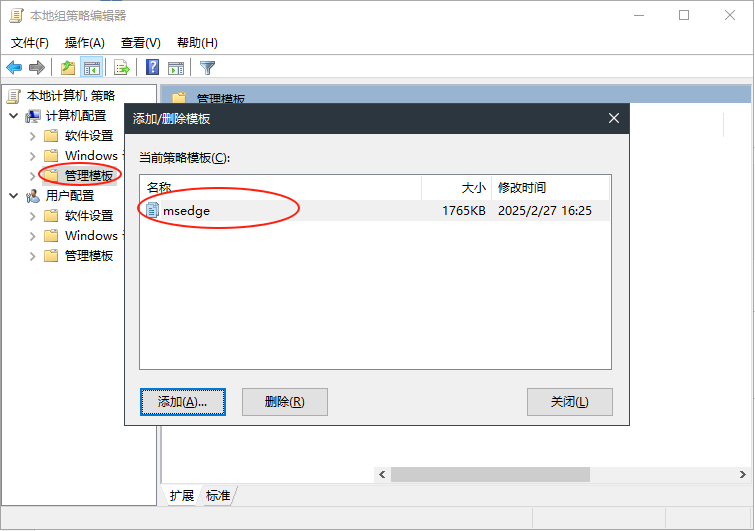 本地组策略编辑器
文件(F) 操作(A) 查看(V) 帮助(H)
本地计算机 策略
计算机配置
软件设置
Windows
管理模板
用户配置
软件设置
Windows
管理模板
管理模板
添加/删除模板
当前策略模板(C):
名称 大小 修改时间
msedge 1765KB 2025/2/27 16:25
添加(A)... 删除(R) 关闭(L)
扩展 标准